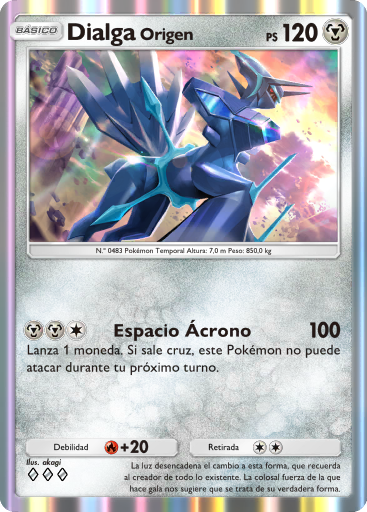 BÁSICO Dialga Origen PS 120
N.º 0483 Pokémon Temporal Altura: 7,0 m Peso: 850,0 kg
Espacio Ácrono 100
Lanza 1 moneda. Si sale cruz, este Pokémon no puede
atacar durante tu próximo turno.
Debilidad +20 Retirada
Ilus. akagi
La luz desencadena el cambio a esta forma, que recuerda
al creador de todo lo existente. La colosal fuerza de la que
hace gala nos sugiere que se trata de su verdadera forma.